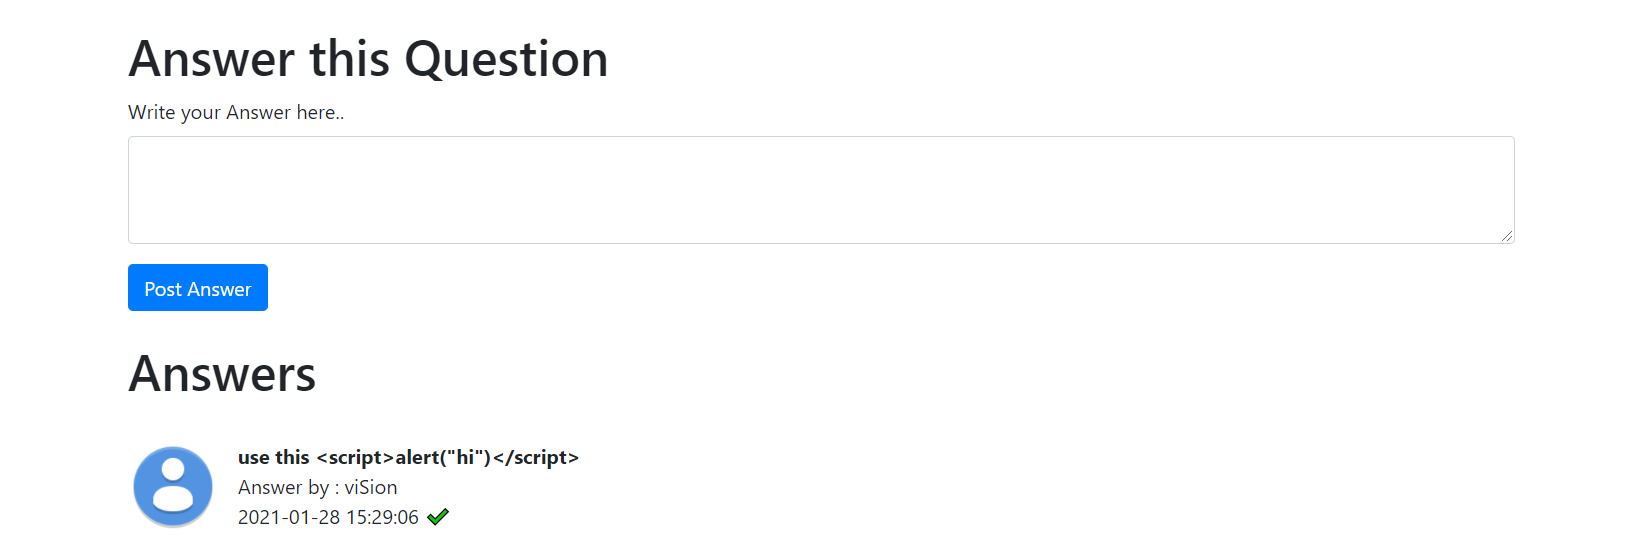 Answer this Question
Write your Answer here..
Post Answer
Answers
use this <script>alert("hi")</script>
Answer by : viSion
2021-01-28 15:29:06